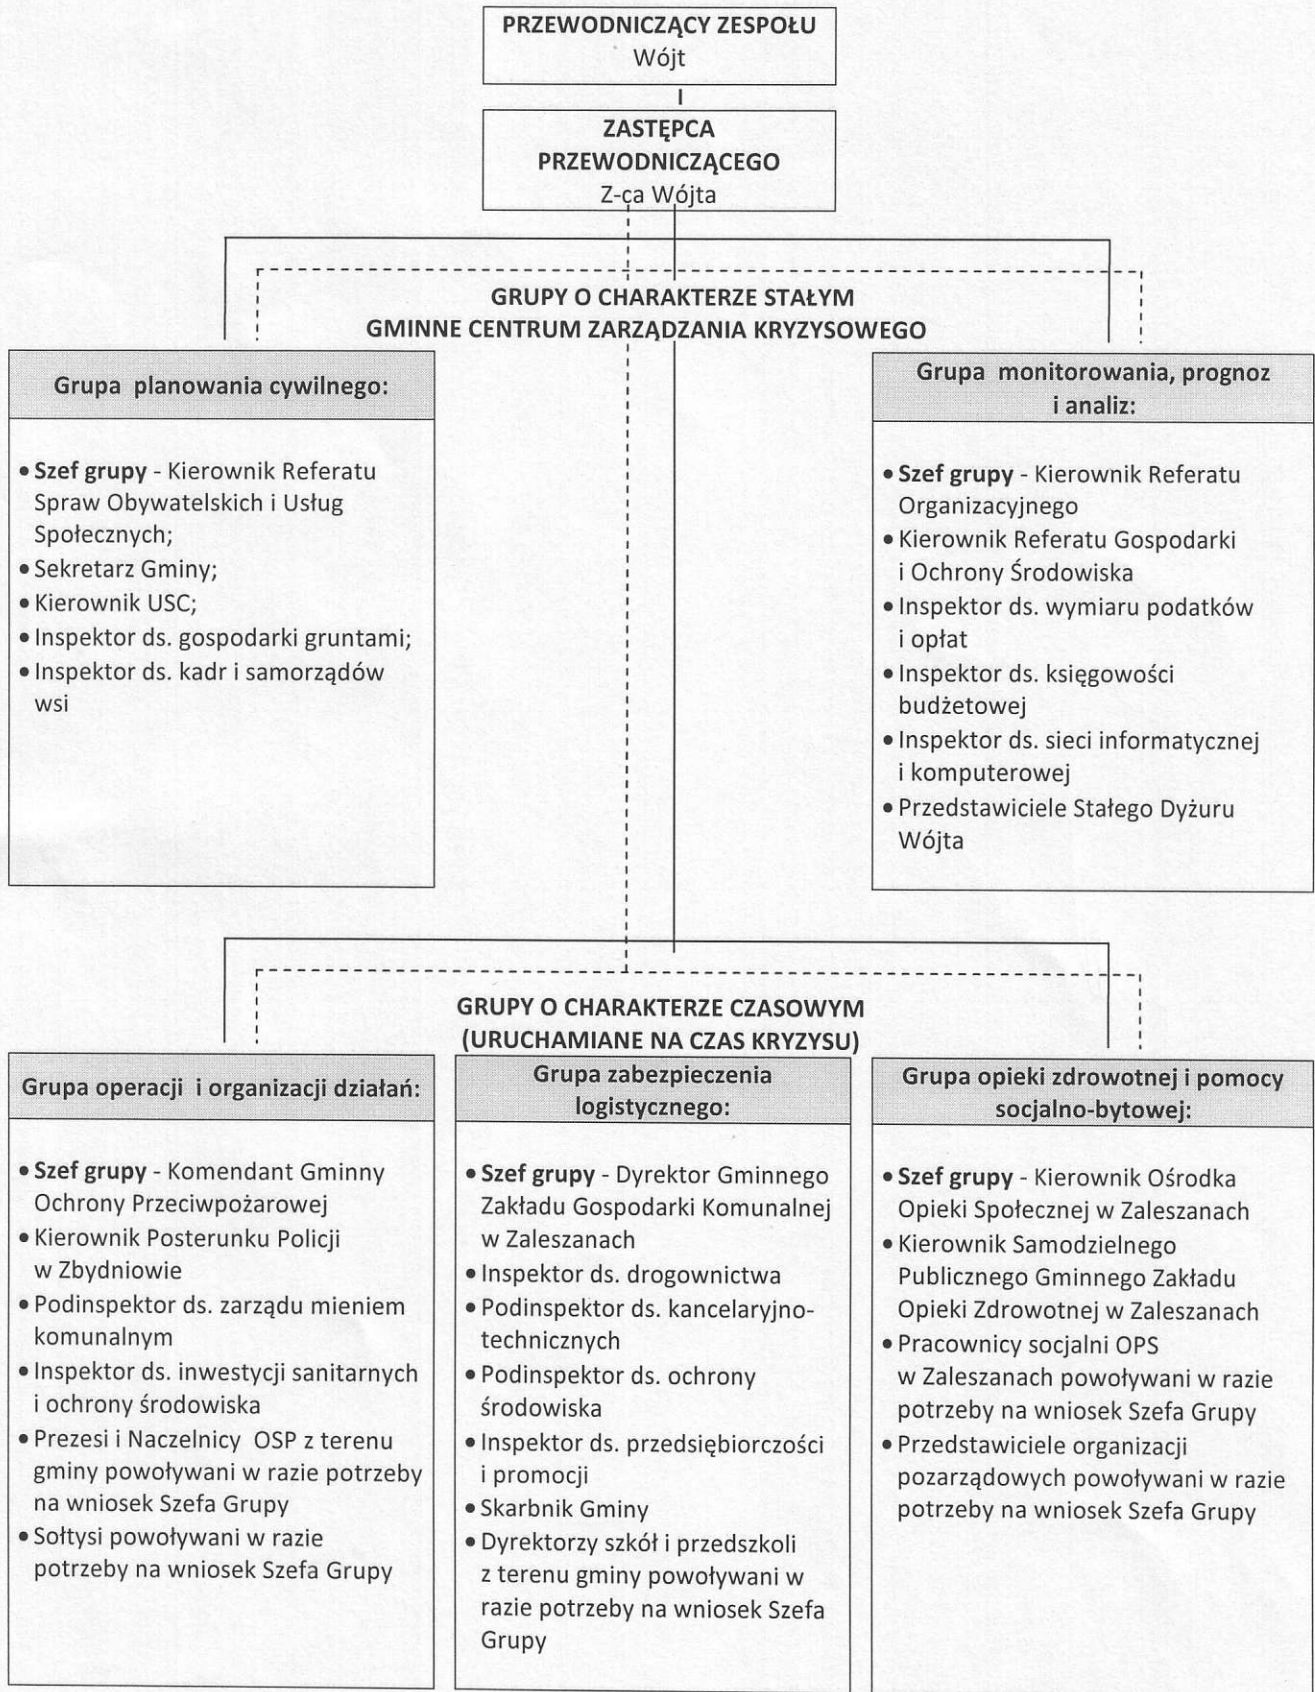 PRZEWODNICZĄCY ZESPOŁU
Wójt
ZASTĘPCA
PRZEWODNICZĄCEGO
Z-ca Wójta
GRUPY O CHARAKTERZE STAŁYM
GMINNE CENTRUM ZARZĄDZANIA KRYZYSOWEGO
Grupa planowania cywilnego:
• Szef grupy - Kierownik Referatu
Spraw Obywatelskich i Usług
Społecznych;
• Sekretarz Gminy;
• Kierownik USC;
• Inspektor ds. gospodarki gruntami;
• Inspektor ds. kadr i samorządów
wsi
Grupa monitorowania, prognoz
i analiz:
• Szef grupy - Kierownik Referatu
Organizacyjnego
• Kierownik Referatu Gospodarki
i Ochrony Środowiska
• Inspektor ds. wymiaru podatków
i opłat
• Inspektor ds. księgowości
budżetowej
• Inspektor ds. sieci informatycznej
i komputerowej
• Przedstawiciele Stałego Dyżuru
Wójta
GRUPY O CHARAKTERZE CZASOWYM
(URUCHAMIANE NA CZAS KRYZYSU)
Grupa operacji i organizacji działań:
• Szef grupy - Komendant Gminny
Ochrony Przeciwpożarowej
• Kierownik Posterunku Policji
w Zbydniowie
• Podinspektor ds. zarządu mieniem
komunalnym
• Inspektor ds. inwestycji sanitarnych
i ochrony środowiska
• Prezesi i Naczelnicy OSP z terenu
gminy powoływani w razie potrzeby
na wniosek Szefa Grupy
• Sołtysi powoływani w razie
potrzeby na wniosek Szefa Grupy
Grupa zabezpieczenia
logistycznego:
• Szef grupy - Dyrektor Gminnego
Zakładu Gospodarki Komunalnej
w Zaleszanach
• Inspektor ds. drogownictwa
• Podinspektor ds. kancelaryjno-
technicznych
• Podinspektor ds. ochrony
środowiska
• Inspektor ds. przedsiębiorczości
i promocji
• Skarbnik Gminy
• Dyrektorzy szkół i przedszkoli
z terenu gminy powoływani w
razie potrzeby na wniosek Szefa
Grupy
Grupa opieki zdrowotnej i pomocy
socjalno-bytowej:
• Szef grupy - Kierownik Ośrodka
Opieki Społecznej w Zaleszanach
• Kierownik Samodzielnego
Publicznego Gminnego Zakładu
Opieki Zdrowotnej w Zaleszanach
• Pracownicy socjalni OPS
w Zaleszanach powoływani w razie
potrzeby na wniosek Szefa Grupy
• Przedstawiciele organizacji
pozarządowych powoływani w razie
potrzeby na wniosek Szefa Grupy